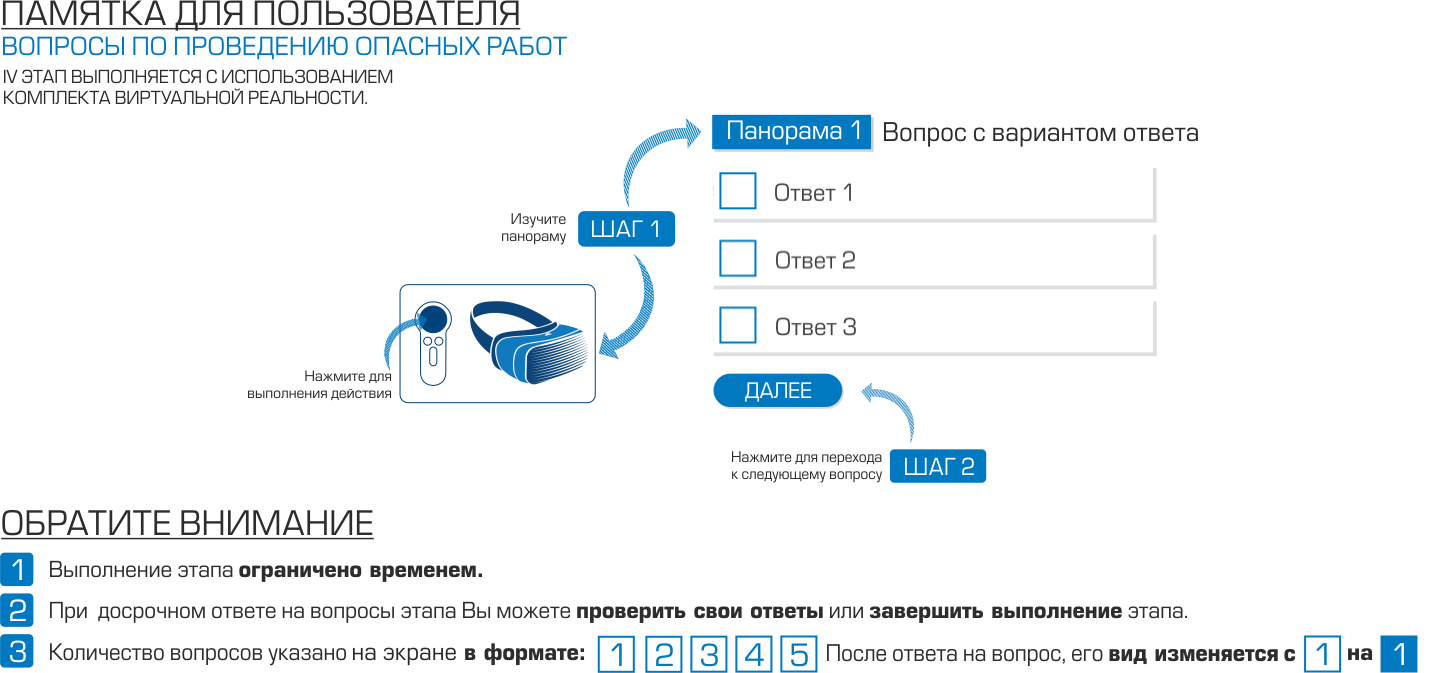 ПАМЯТКА ДЛЯ ПОЛЬЗОВАТЕЛЯ
ВОПРОСЫ ПО ПРОВЕДЕНИЮ ОПАСНЫХ РАБОТ
IV ЭТАП ВЫПОЛНЯЕТСЯ С ИСПОЛЬЗОВАНИЕМ
КОМПЛЕКТА ВИРТУАЛЬНОЙ РЕАЛЬНОСТИ.
Панорама 1 Вопрос с вариантом ответа
Ответ 1
Изучите
панораму
ШАГ 1
Ответ 2
Ответ 3
Нажмите для
выполнения действия
ДАЛЕЕ
Нажмите для перехода
к следующему вопросу
ШАГ 2
ОБРАТИТЕ ВНИМАНИЕ
1 Выполнение этапа ограничено временем.
2 При досрочном ответе на вопросы этапа Вы можете проверить свои ответы или завершить выполнение этапа.
3 Количество вопросов указано на экране в формате: 1 2 3 4 5 После ответа на вопрос, его вид изменяется с 1 на 1